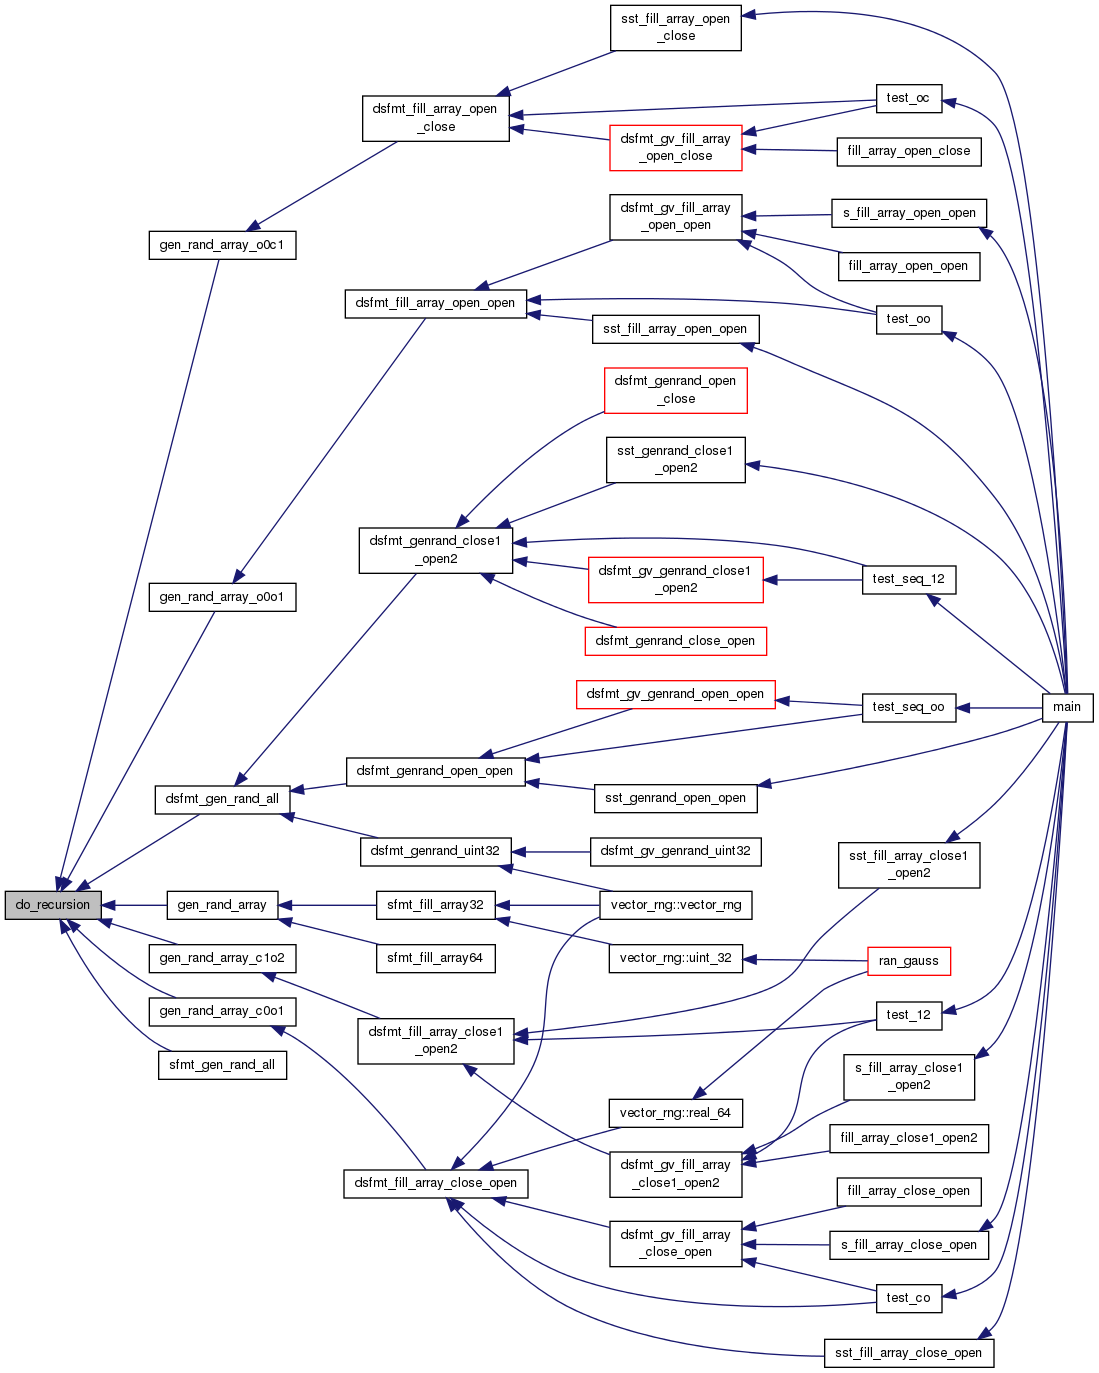 sst_fill_array_open
_close
test_oc
dsfmt_fill_array_open
_close
dsfmt_gv_fill_array
_open_close
fill_array_open_close
dsfmt_gv_fill_array
_open_open
s_fill_array_open_open
gen_rand_array_o0c1
fill_array_open_open
dsfmt_fill_array_open_open
test_oo
sst_fill_array_open_open
dsfmt_genrand_open
_close
sst_genrand_close1
_open2
dsfmt_genrand_close1
_open2
dsfmt_gv_genrand_close1
_open2
test_seq_12
gen_rand_array_o0o1
dsfmt_genrand_close_open
dsfmt_gv_genrand_open_open
test_seq_oo
main
dsfmt_genrand_open_open
dsfmt_gen_rand_all
sst_genrand_open_open
dsfmt_genrand_uint32
dsfmt_gv_genrand_uint32
sst_fill_array_close1
_open2
do_recursion
gen_rand_array
sfmt_fill_array32
vector_rng::vector_rng
gen_rand_array_c1o2
sfmt_fill_array64
vector_rng::uint_32
ran_gauss
gen_rand_array_c0o1
test_12
dsfmt_fill_array_close1
_open2
sfmt_gen_rand_all
s_fill_array_close1
_open2
vector_rng::real_64
fill_array_close1_open2
dsfmt_gv_fill_array
_close1_open2
dsfmt_fill_array_close_open
fill_array_close_open
dsfmt_gv_fill_array
_close_open
s_fill_array_close_open
test_co
sst_fill_array_close_open